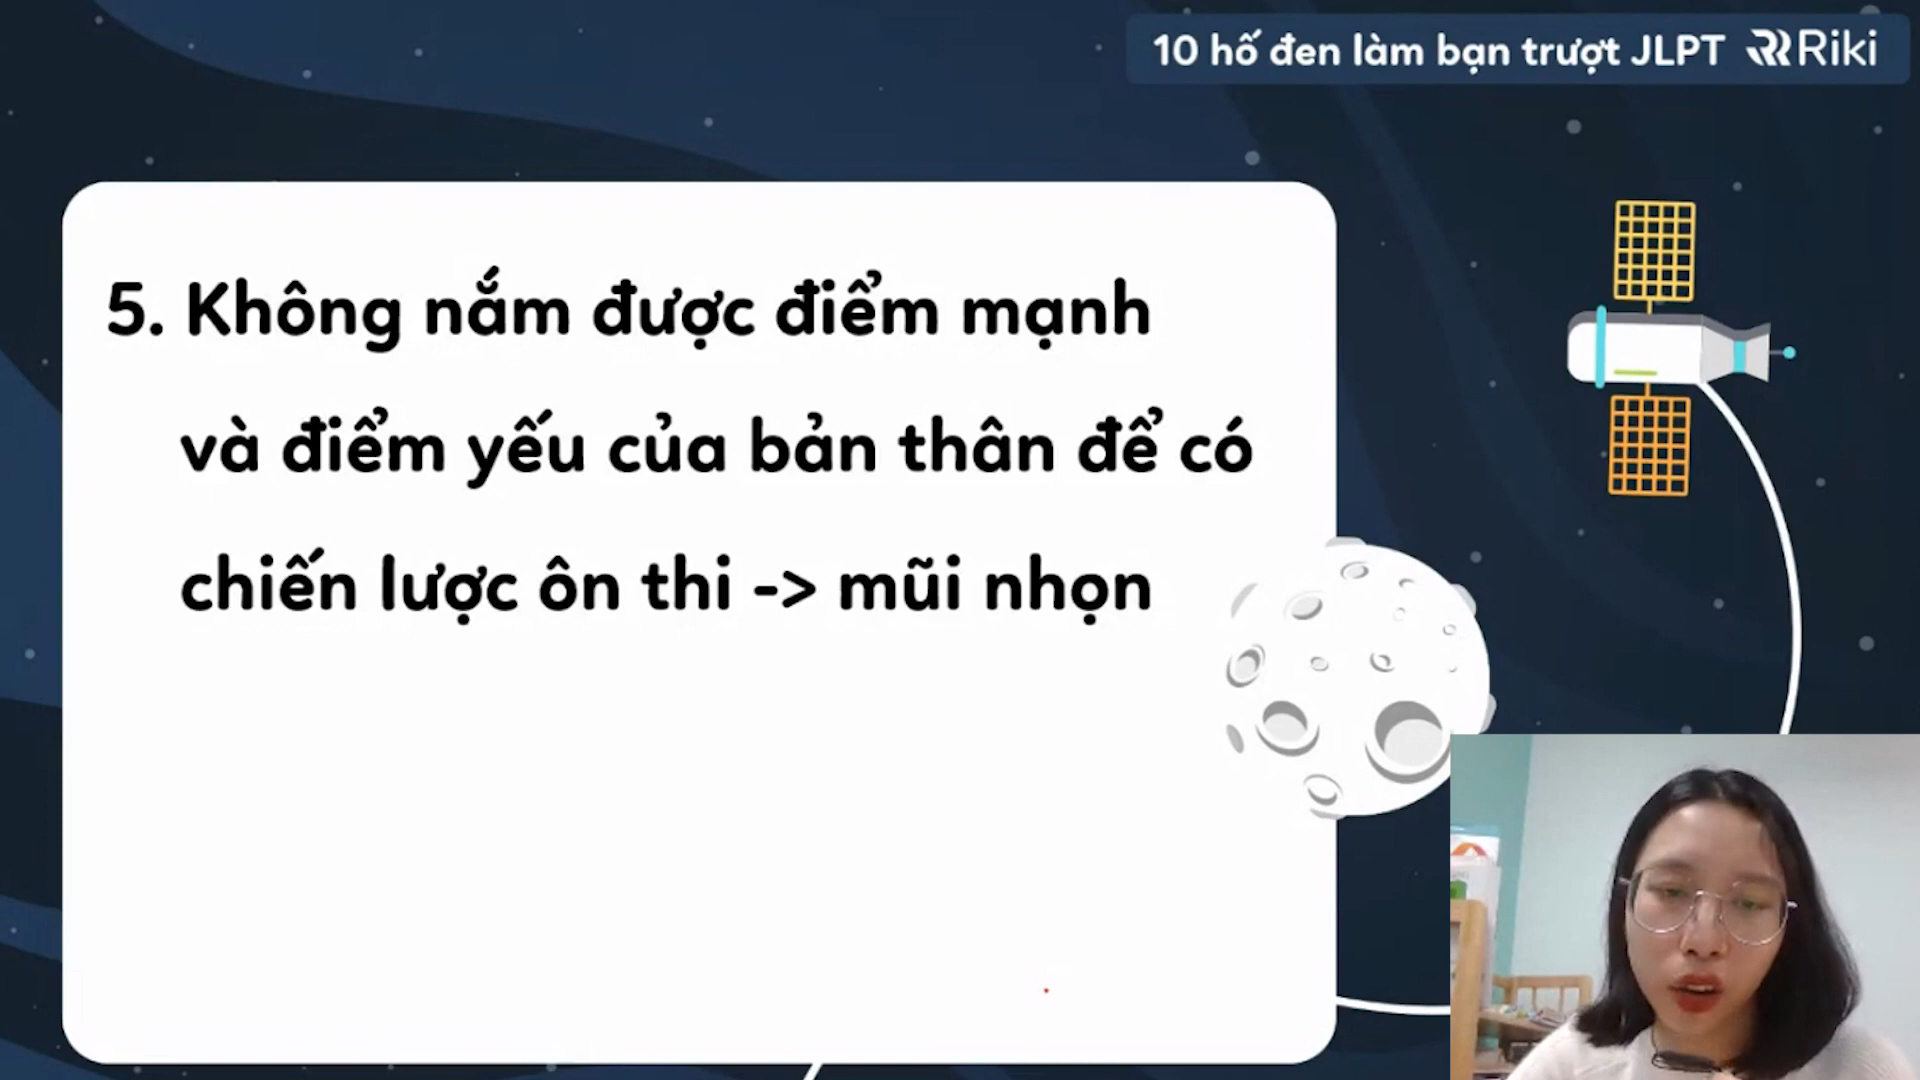 10 hố đen làm bạn trượt JLPT Riki
5. Không nắm được điểm mạnh
và điểm yếu của bản thân để có
chiến lược ôn thi -> mũi nhọn